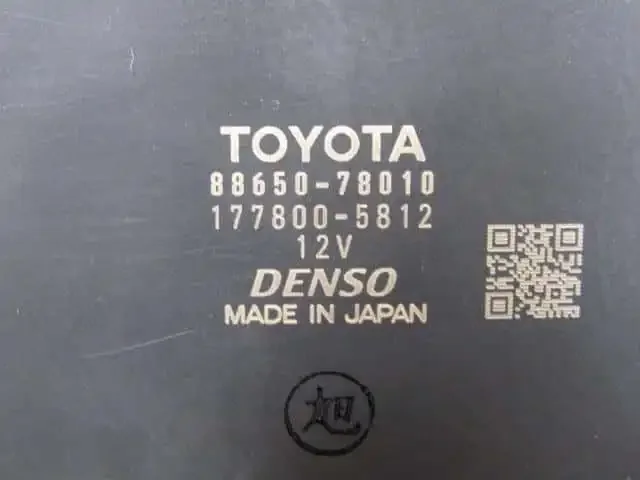 TOYOTA
88650-78010
177800-5812
12V
DENSO
MADE IN JAPAN
旭